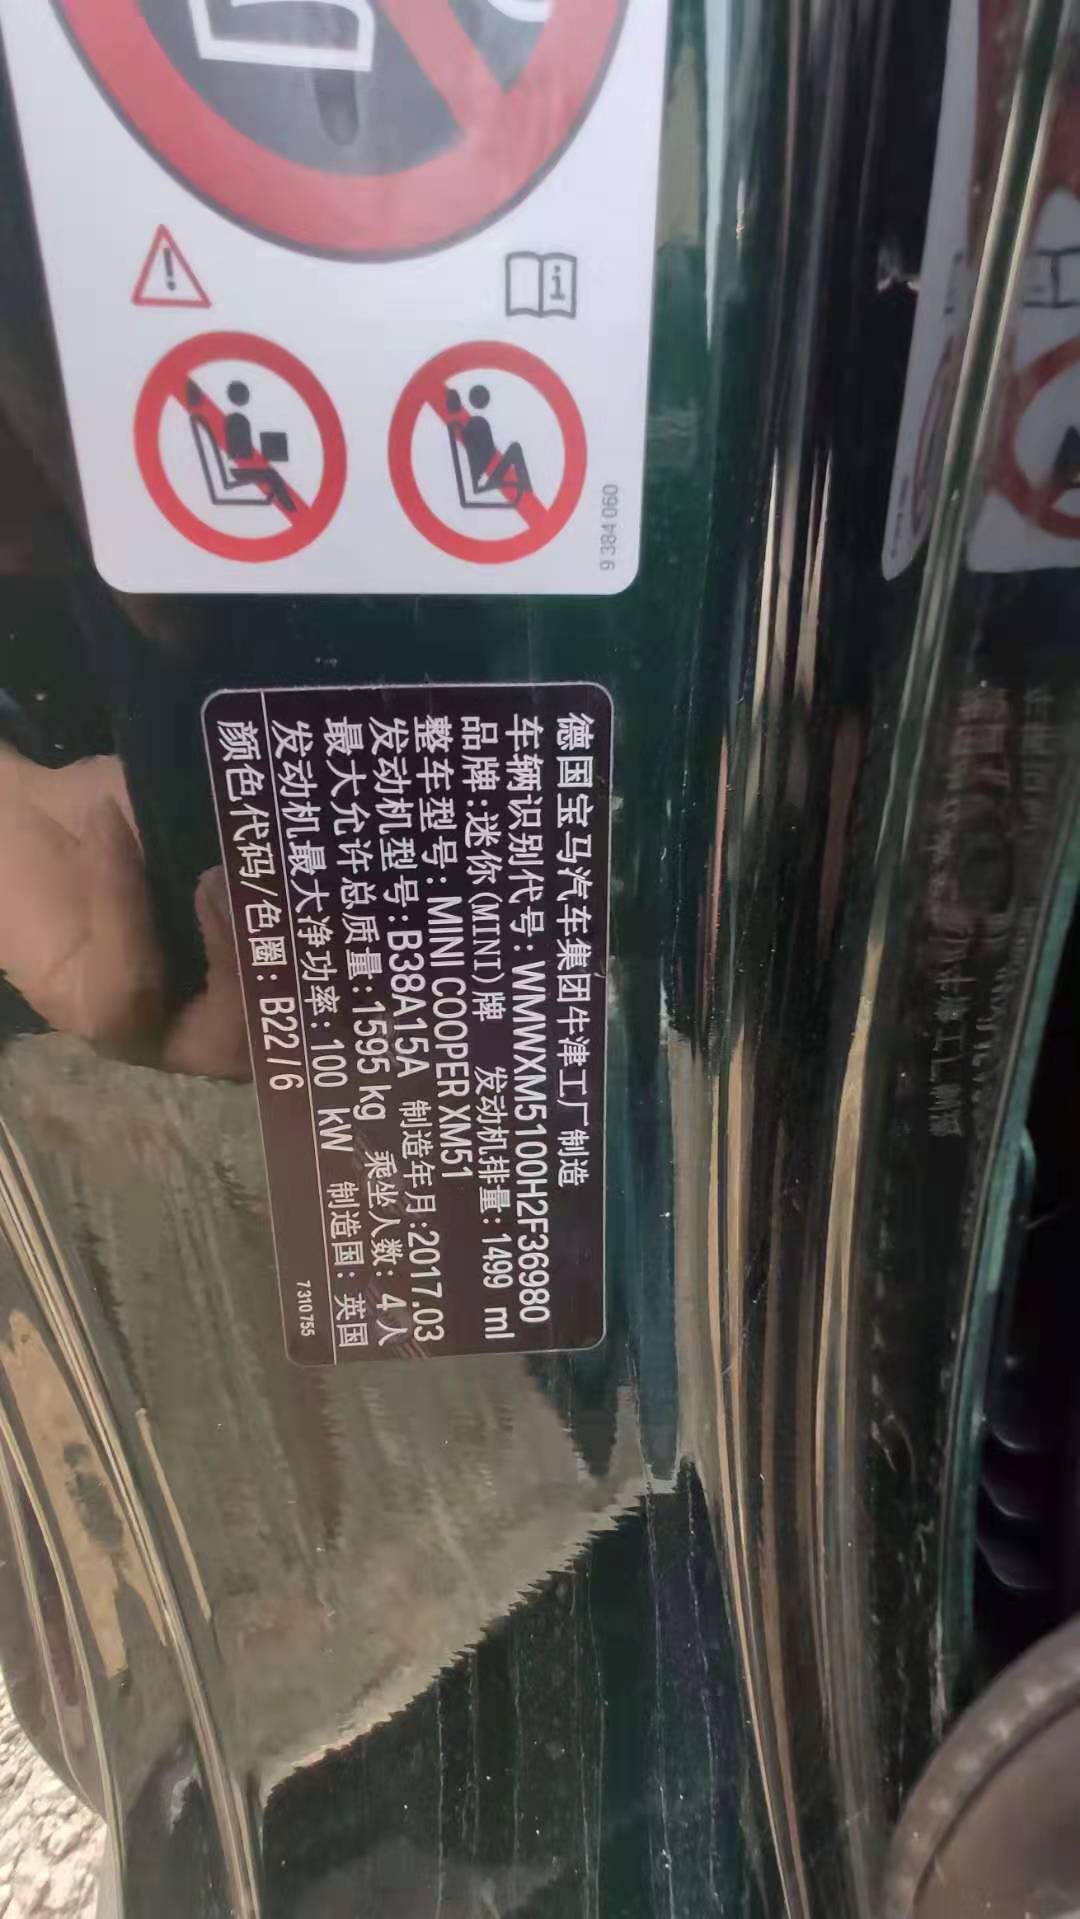 9 384 060
德国宝马汽车集团牛津工厂制造
车辆识别代号: WMWXM5100H2F36980
品牌:迷你(MINI)牌 发动机排量: 1499 ml
整车型号: MINI COOPER XM51
发动机型号: B38A15A 制造年月:2017.03
最大允许总质量: 1595 kg 乘坐人数: 4人
发动机最大净功率: 100 kW 制造国: 英国
颜色代码/色圈: B22/6
7310755